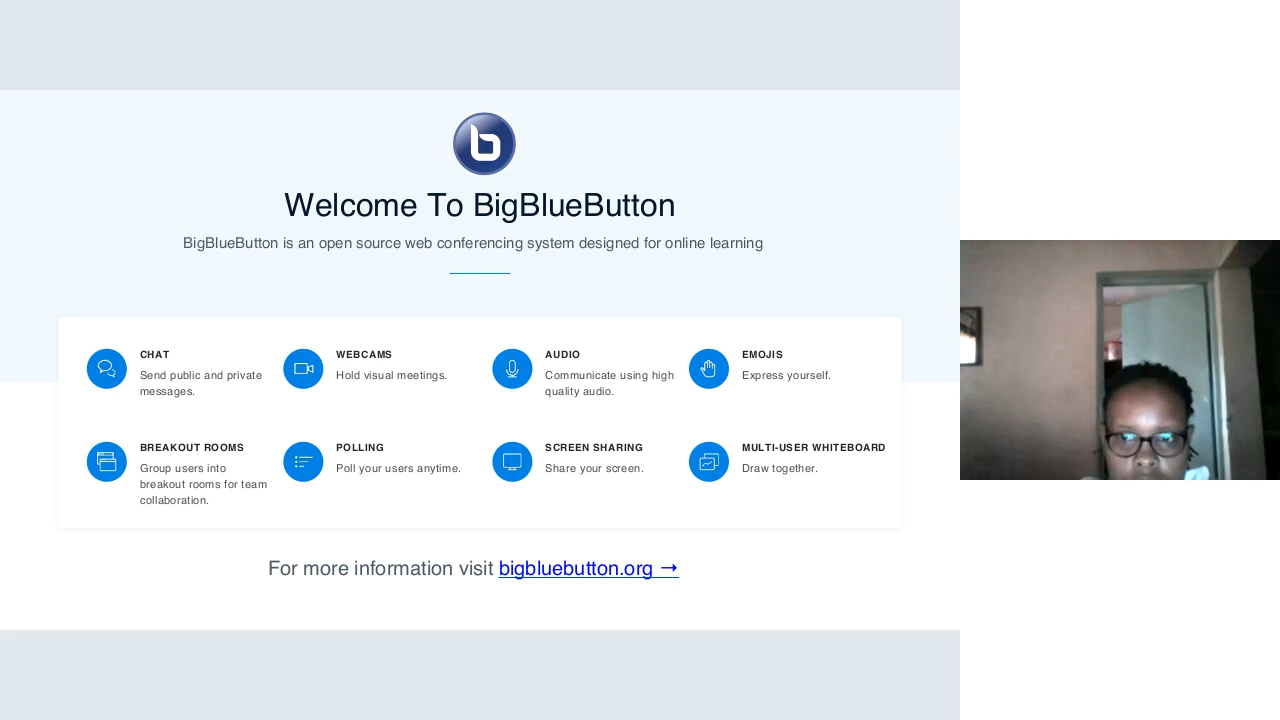 Welcome To BigBlueButton
BigBlueButton is an open source web conferencing system designed for online learning
CHAT
Send public and private
messages.
WEBCAMS
Hold visual meetings.
AUDIO
Communicate using high
quality audio.
EMOJIS
Express yourself.
BREAKOUT ROOMS
Group users into
breakout rooms for team
collaboration.
POLLING
Poll your users anytime.
SCREEN SHARING
Share your screen.
MULTI-USER WHITEBOARD
Draw together.
For more information visit bigbluebutton.org →